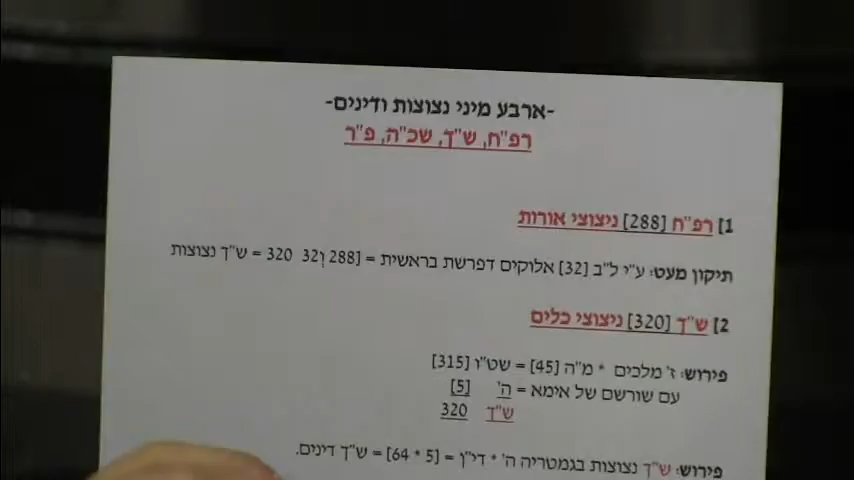 -ארבע מיני נצוצות ודינים-
רפ"ח, ש"ך, שכ"ה, פ"ר
1] רפ"ח [288] ניצוצי אורות
תיקון מעט: ע"י ל"ב [32] אלוקים דפרשת בראשית = [288 ו32 320 = ש"ך נצוצות
2] ש"ך [320] ניצוצי כלים
פירוש: ז' מלכים * מ"ה [45] = שט"ו [315]
עם שורשם של אימא = ה' [5]
ש"ך 320
פירוש: ש"ך נצוצות בגמטריה ה' * די"ן = [5 * 64] = ש"ך דינים.